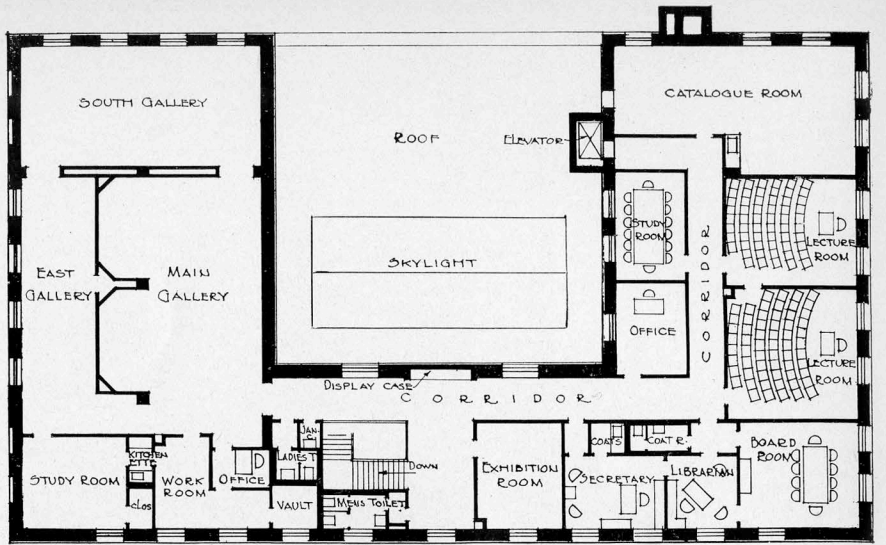 SOUTH GALLERY
ROOF
ELEVATOR
CATALOGUE ROOM
EAST
GALLERY
MAIN
GALLERY
SKYLIGHT
STUDY
ROOM
CORRIDOR
LECTURE
ROOM
OFFICE
LECTURE
ROOM
DISPLAY CASE
CORRIDOR
STUDY ROOM
KITCHEN
ETTE
CLOS
WORK
ROOM
OFFICE
JAN.
C.
LADIES T.
VAULT
DOWN
MENS TOILET
EXHIBITION
ROOM
COATS
COAT R.
SECRETARY
LIBRARIAN
BOARD
ROOM